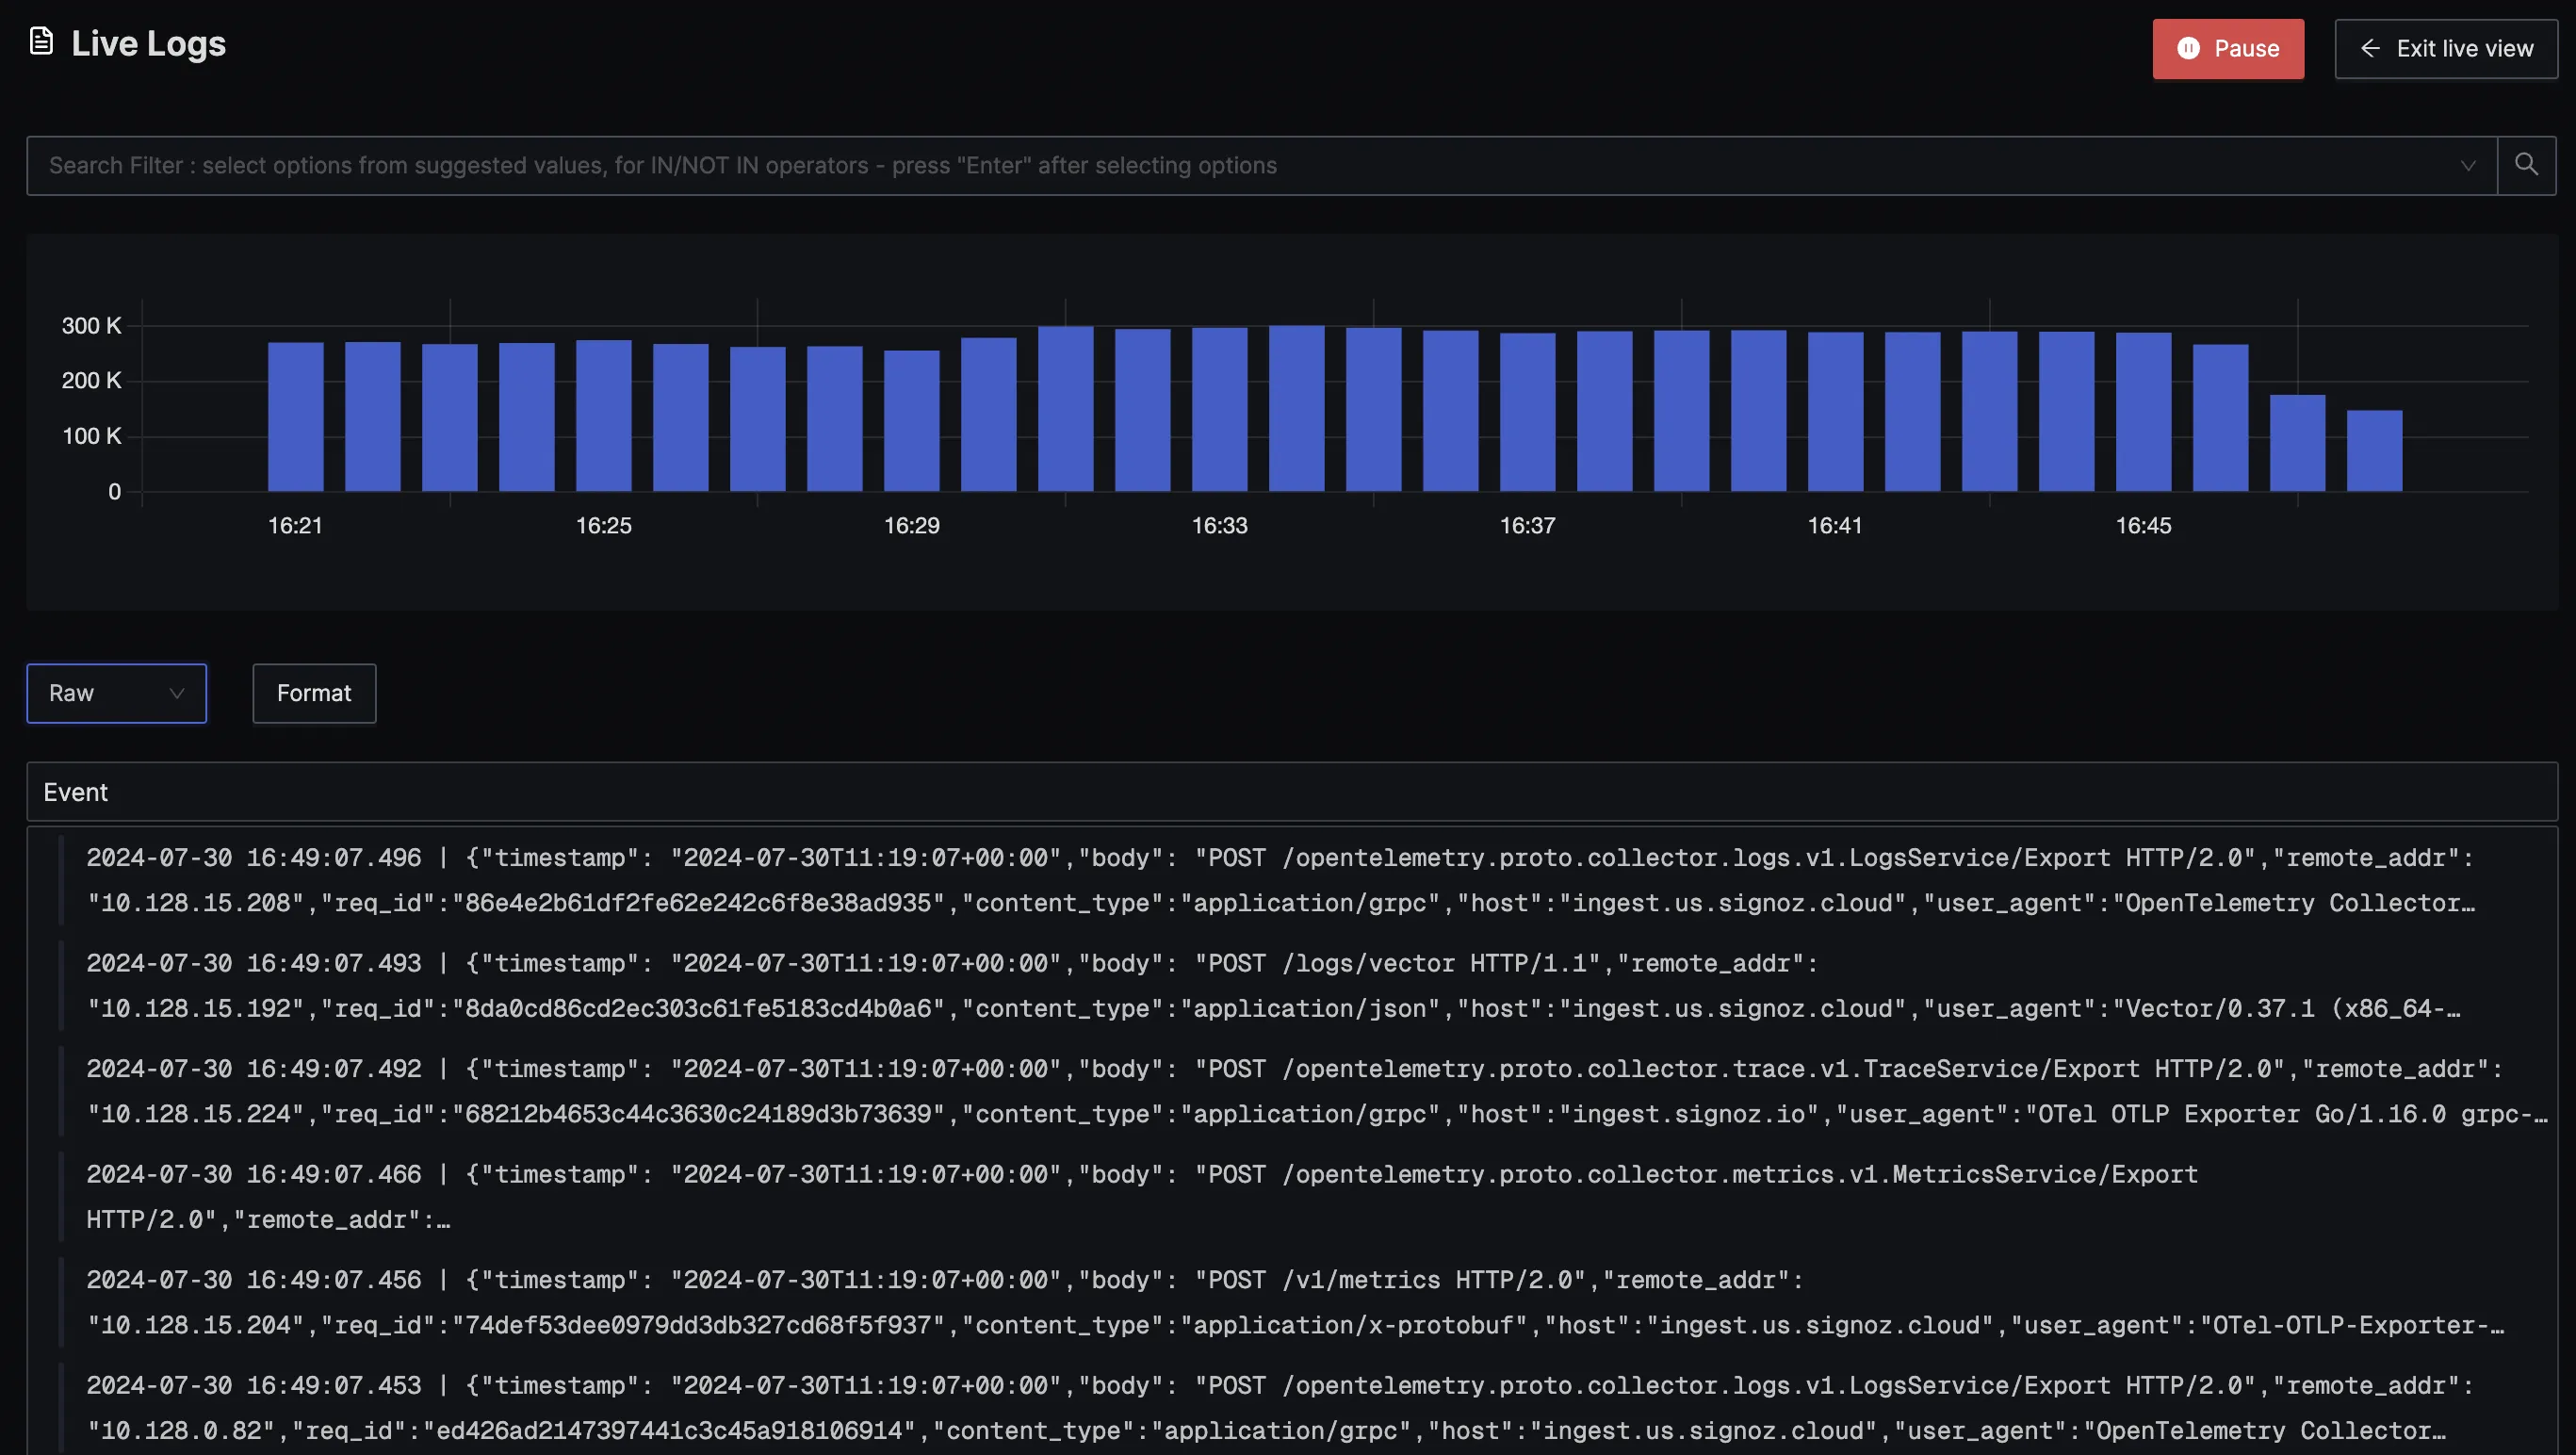 Live Logs
Pause
Exit live view
Search Filter : select options from suggested values, for IN/NOT IN operators - press "Enter" after selecting options
300 K
200 K
100 K
0
16:21 16:25 16:29 16:33 16:37 16:41 16:45
Raw
Format
Event
2024-07-30 16:49:07.496 | {"timestamp": "2024-07-30T11:19:07+00:00","body": "POST /opentelemetry.proto.collector.logs.v1.LogsService/Export HTTP/2.0","remote_addr":
"10.128.15.208","req_id":"86e4e2b61df2fe62e242c6f8e38ad935","content_type":"application/grpc","host":"ingest.us.signoz.cloud","user_agent":"OpenTelemetry Collector…
2024-07-30 16:49:07.493 | {"timestamp": "2024-07-30T11:19:07+00:00","body": "POST /logs/vector HTTP/1.1","remote_addr":
"10.128.15.192","req_id":"8da0cd86cd2ec303c61fe5183cd4b0a6","content_type":"application/json","host":"ingest.us.signoz.cloud","user_agent":"Vector/0.37.1 (x86_64-…
2024-07-30 16:49:07.492 | {"timestamp": "2024-07-30T11:19:07+00:00","body": "POST /opentelemetry.proto.collector.trace.v1.TraceService/Export HTTP/2.0","remote_addr":
"10.128.15.224","req_id":"68212b4653c44c3630c24189d3b73639","content_type":"application/grpc","host":"ingest.signoz.io","user_agent":"OTel OTLP Exporter Go/1.16.0 grpc-…
2024-07-30 16:49:07.466 | {"timestamp": "2024-07-30T11:19:07+00:00","body": "POST /opentelemetry.proto.collector.metrics.v1.MetricsService/Export
HTTP/2.0","remote_addr":…
2024-07-30 16:49:07.456 | {"timestamp": "2024-07-30T11:19:07+00:00","body": "POST /v1/metrics HTTP/2.0","remote_addr":
"10.128.15.204","req_id":"74def53dee0979dd3db327cd68f5f937","content_type":"application/x-protobuf","host":"ingest.us.signoz.cloud","user_agent":"OTel-OTLP-Exporter-…
2024-07-30 16:49:07.453 | {"timestamp": "2024-07-30T11:19:07+00:00","body": "POST /opentelemetry.proto.collector.logs.v1.LogsService/Export HTTP/2.0","remote_addr":
"10.128.0.82","req_id":"ed426ad2147397441c3c45a918106914","content_type":"application/grpc","host":"ingest.us.signoz.cloud","user_agent":"OpenTelemetry Collector…